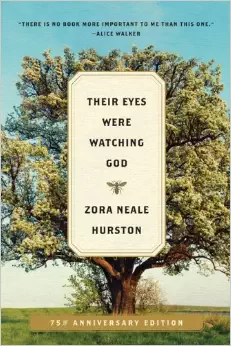 "THERE IS NO BOOK MORE IMPORTANT TO ME THAN THIS ONE."
—ALICE WALKER
THEIR EYES
WERE
WATCHING
GOD
ZORA NEALE
HURSTON
75TH ANNIVERSARY EDITION